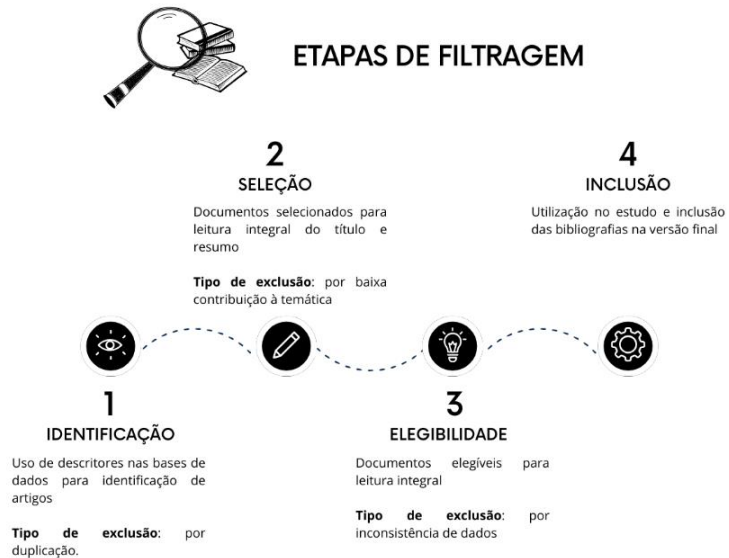 ETAPAS DE FILTRAGEM
1
IDENTIFICAÇÃO
Uso de descritores nas bases de
dados para identificação de
artigos
Tipo de exclusão: por
duplicação.
2
SELEÇÃO
Documentos selecionados para
leitura integral do título e
resumo
Tipo de exclusão: por baixa
contribuição à temática
3
ELEGIBILIDADE
Documentos elegíveis para
leitura integral
Tipo de exclusão: por
inconsistência de dados
4
INCLUSÃO
Utilização no estudo e inclusão
das bibliografias na versão final